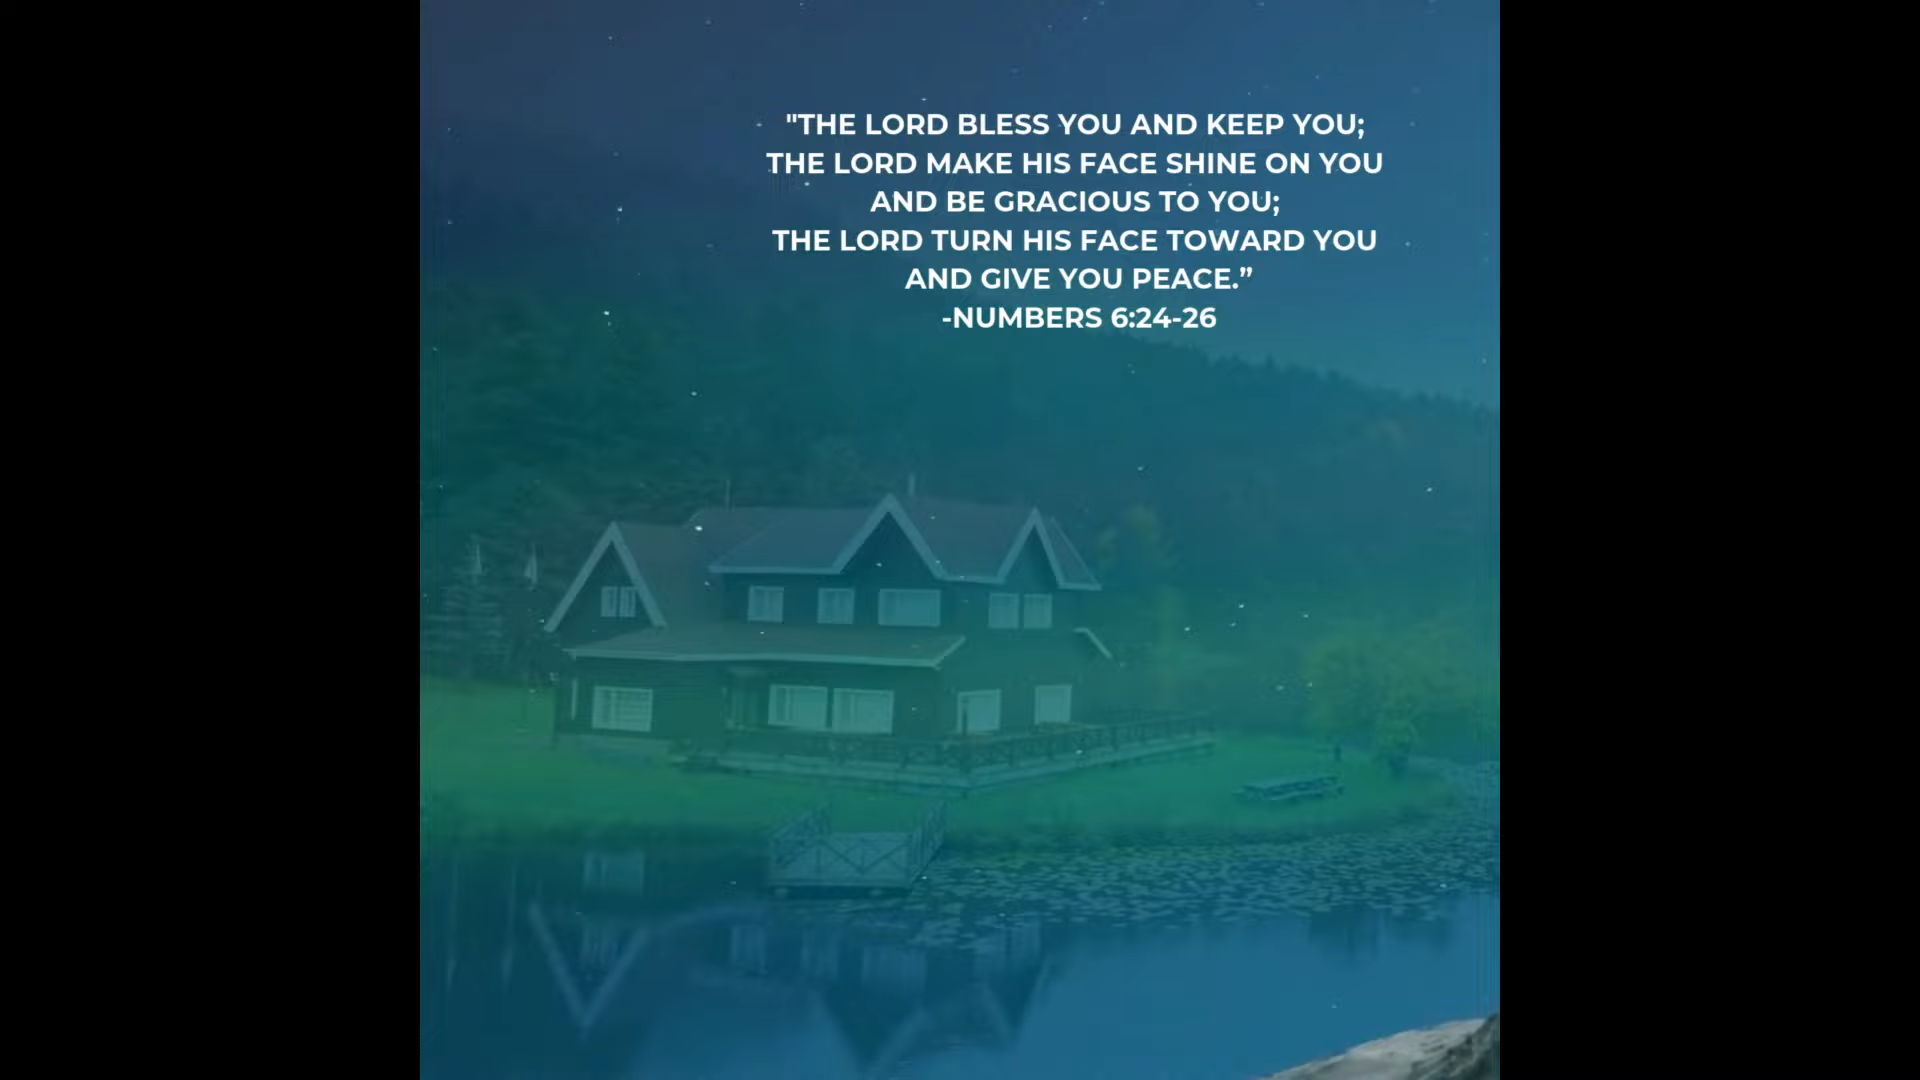 "THE LORD BLESS YOU AND KEEP YOU;
THE LORD MAKE HIS FACE SHINE ON YOU
AND BE GRACIOUS TO YOU;
THE LORD TURN HIS FACE TOWARD YOU
AND GIVE YOU PEACE.”
-NUMBERS 6:24-26